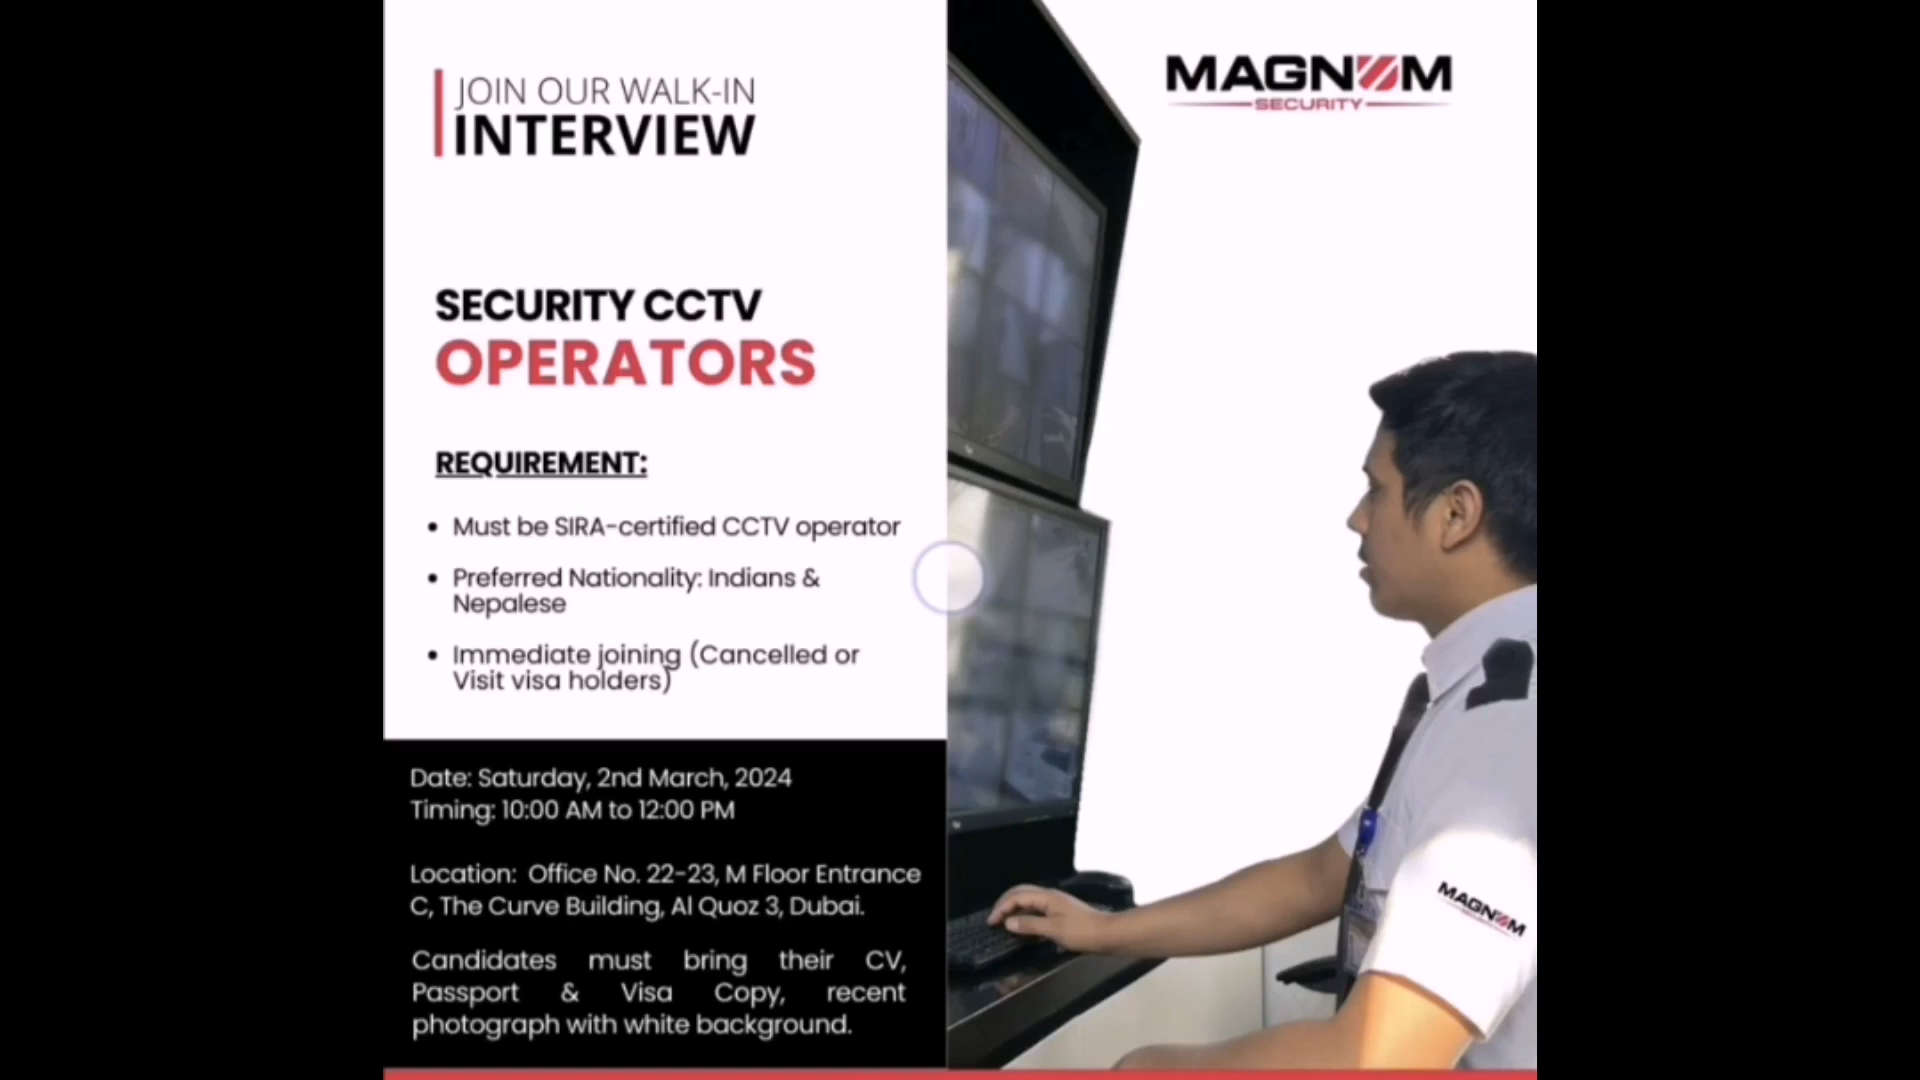 JOIN OUR WALK-IN
INTERVIEW
MAGNUM
SECURITY
SECURITY CCTV
OPERATORS
REQUIREMENT:
• Must be SIRA-certified CCTV operator
• Preferred Nationality: Indians &
Nepalese
• Immediate joining (Cancelled or
Visit visa holders)
Date: Saturday, 2nd March, 2024
Timing: 10:00 AM to 12:00 PM
Location: Office No. 22-23, M Floor Entrance
C, The Curve Building, Al Quoz 3, Dubai.
Candidates must bring their CV,
Passport & Visa Copy, recent
photograph with white background.
MAGNUM